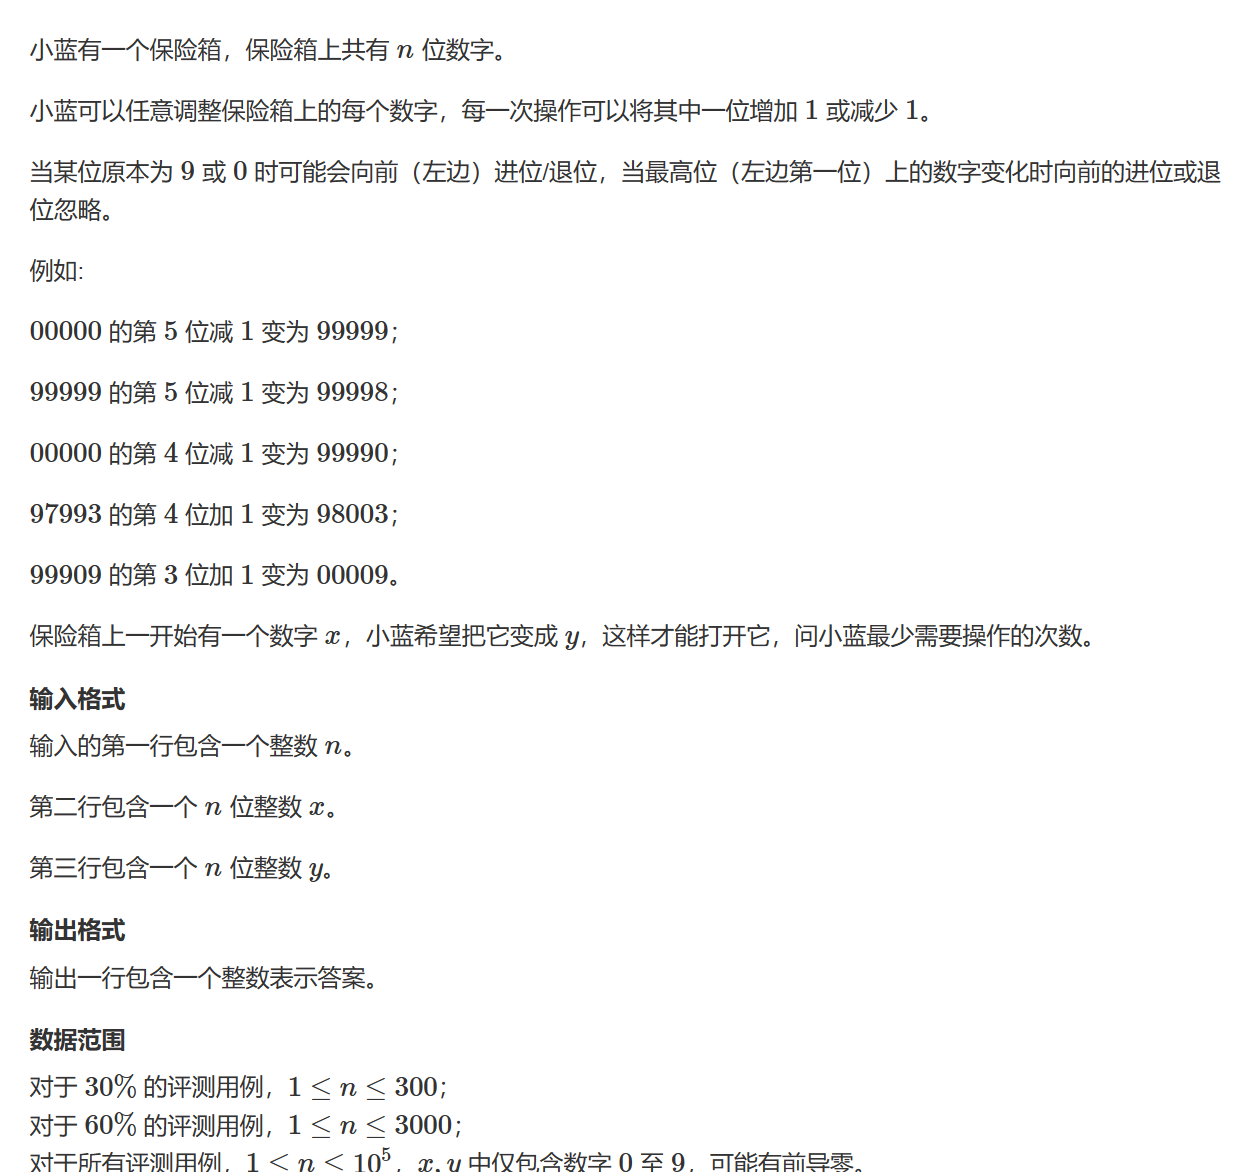 小蓝有一个保险箱，保险箱上共有 n 位数字。
小蓝可以任意调整保险箱上的每个数字，每一次操作可以将其中一位增加 1 或减少 1。
当某位原本为 9 或 0 时可能会向前（左边）进位/退位，当最高位（左边第一位）上的数字变化时向前的进位或退
位忽略。
例如:
00000 的第 5 位减 1 变为 99999；
99999 的第 5 位减 1 变为 99998；
00000 的第 4 位减 1 变为 99990；
97993 的第 4 位加 1 变为 98003；
99909 的第 3 位加 1 变为 00009。
保险箱上一开始有一个数字 x，小蓝希望把它变成 y，这样才能打开它，问小蓝最少需要操作的次数。
输入格式
输入的第一行包含一个整数 n。
第二行包含一个 n 位整数 x。
第三行包含一个 n 位整数 y。
输出格式
输出一行包含一个整数表示答案。
数据范围
对于 30% 的评测用例，1 ≤ n ≤ 300；
对于 60% 的评测用例，1 ≤ n ≤ 3000；
对于所有评测用例，1 ≤ n ≤ 10⁵，x, y 中仅包含数字 0 至 9，可能有前导零。